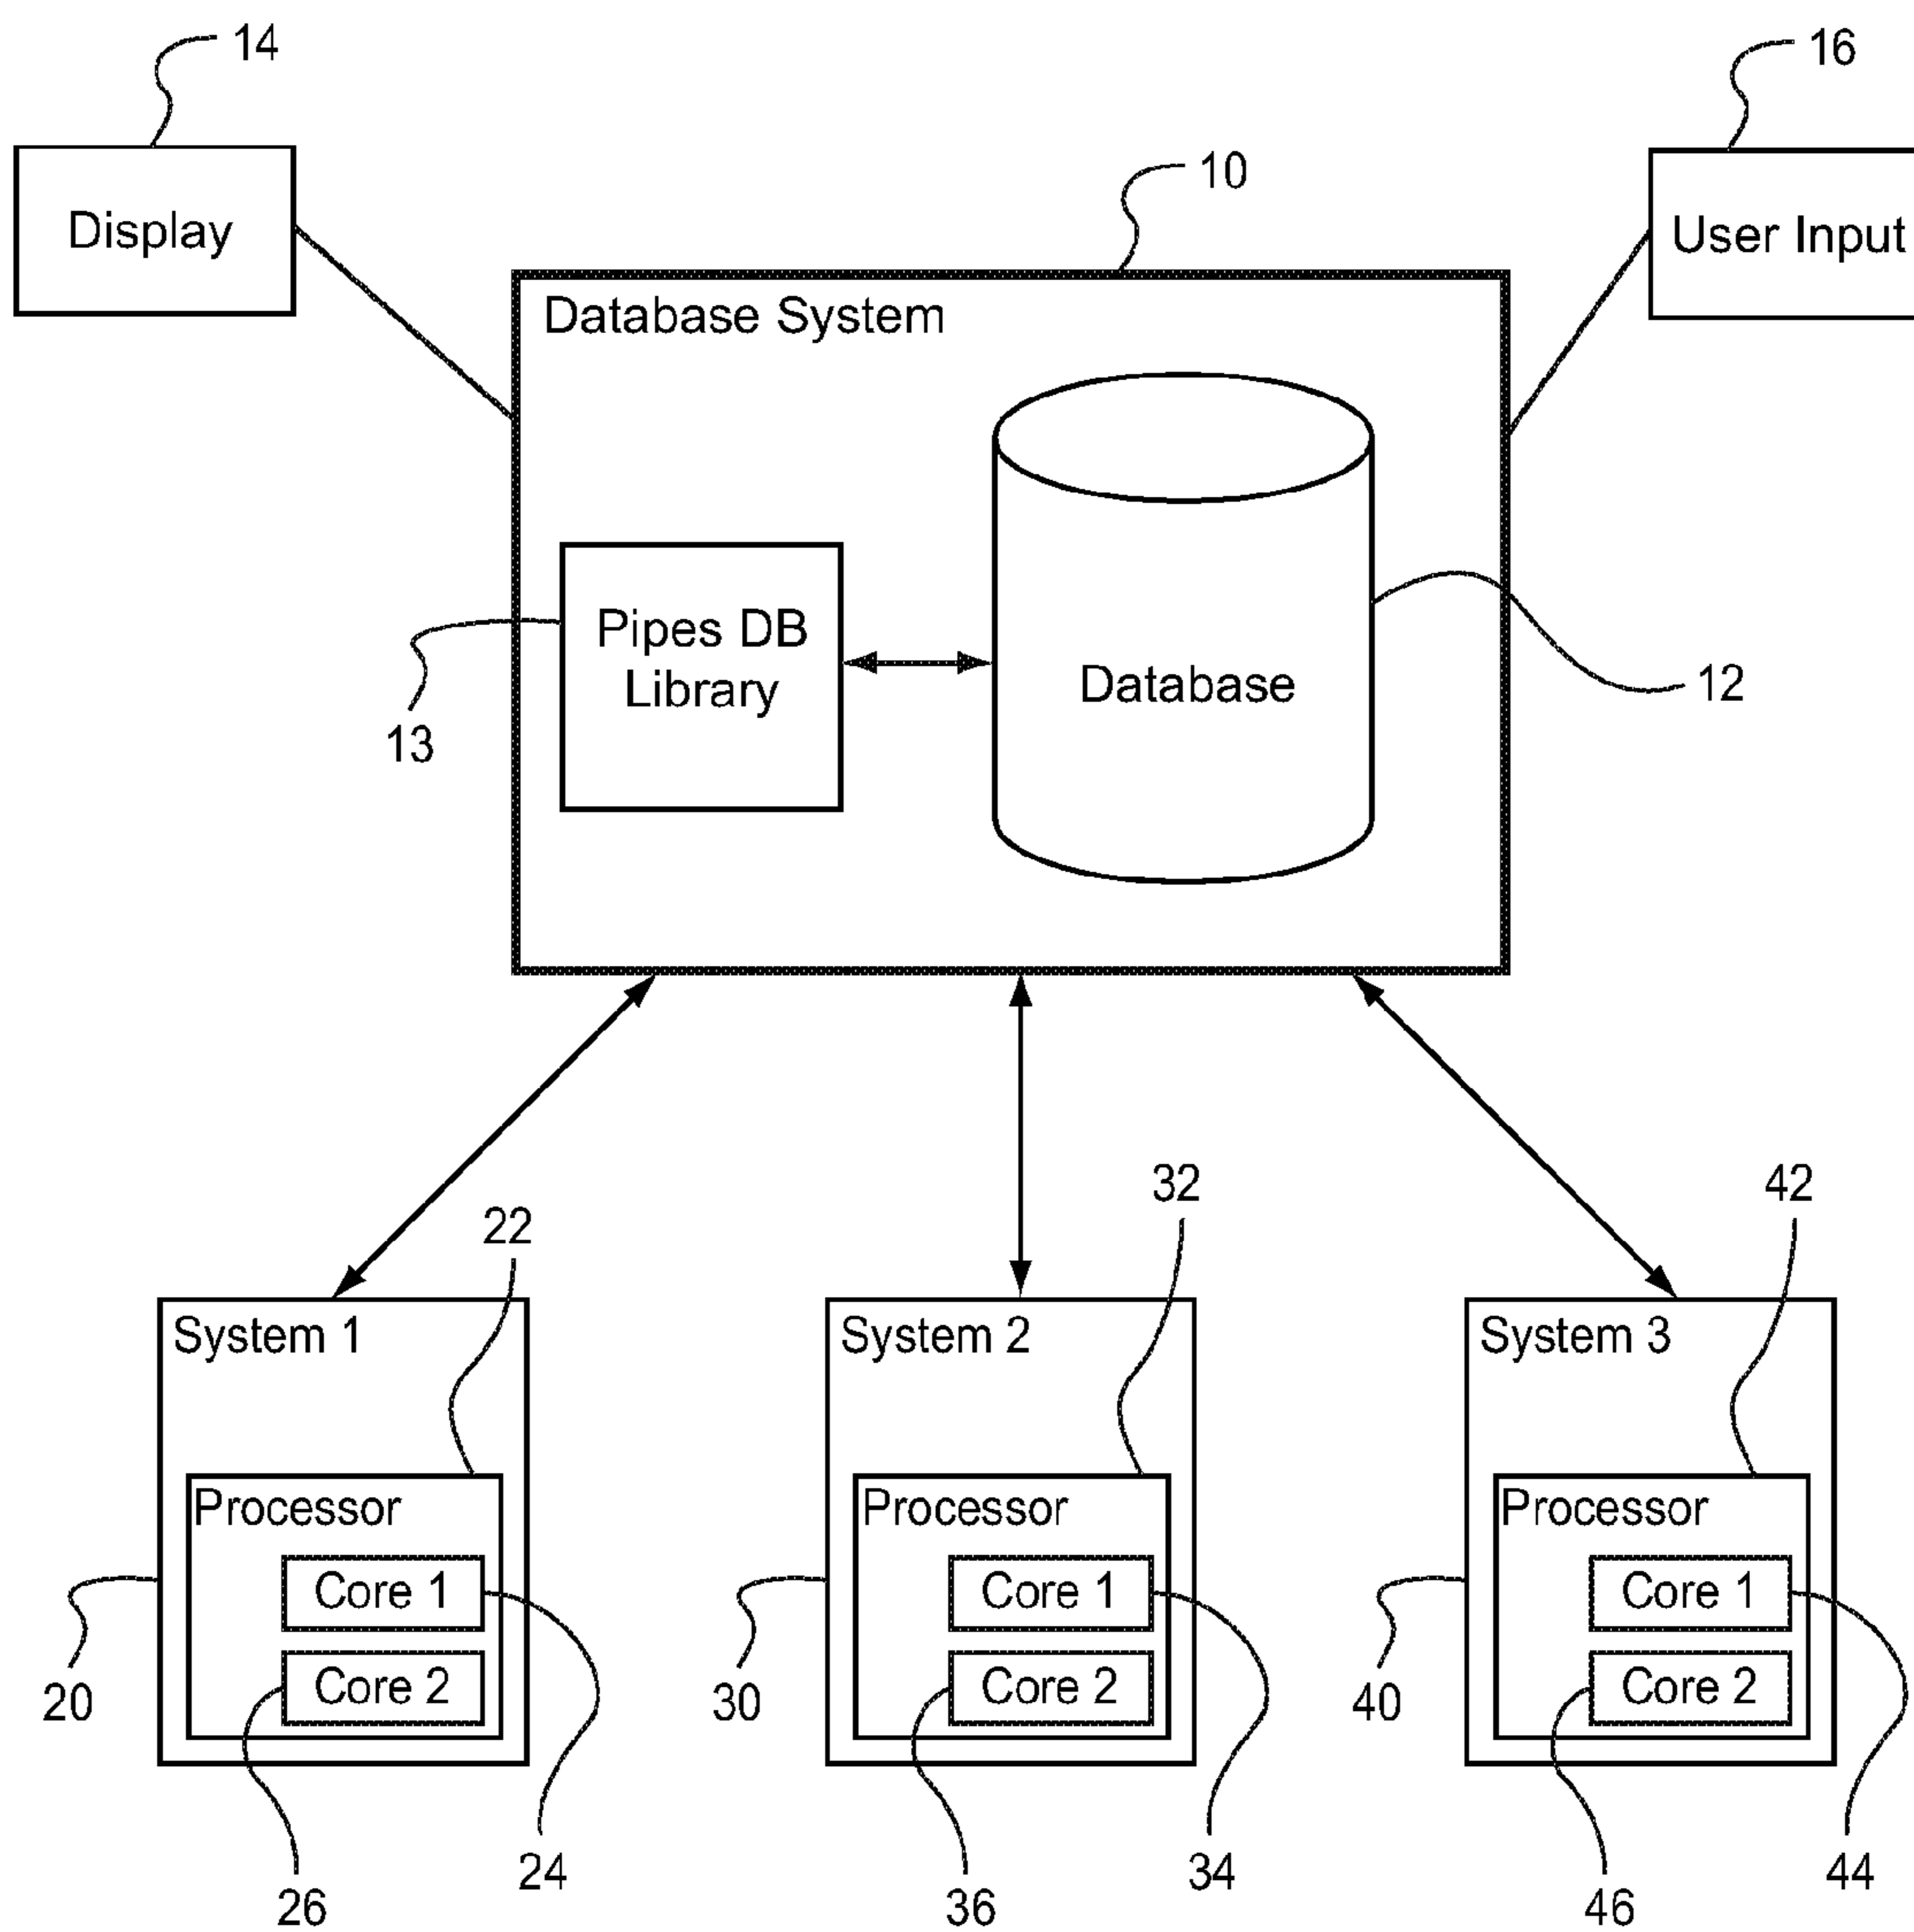 14
16
10
Display
User Input
Database System
Pipes DB
Library
Database
12
13
32
42
22
System 1
System 2
System 3
Processor
Processor
Processor
Core 1
Core 1
Core 1
Core 2
Core 2
Core 2
20
30
40
24
34
44
26
36
46